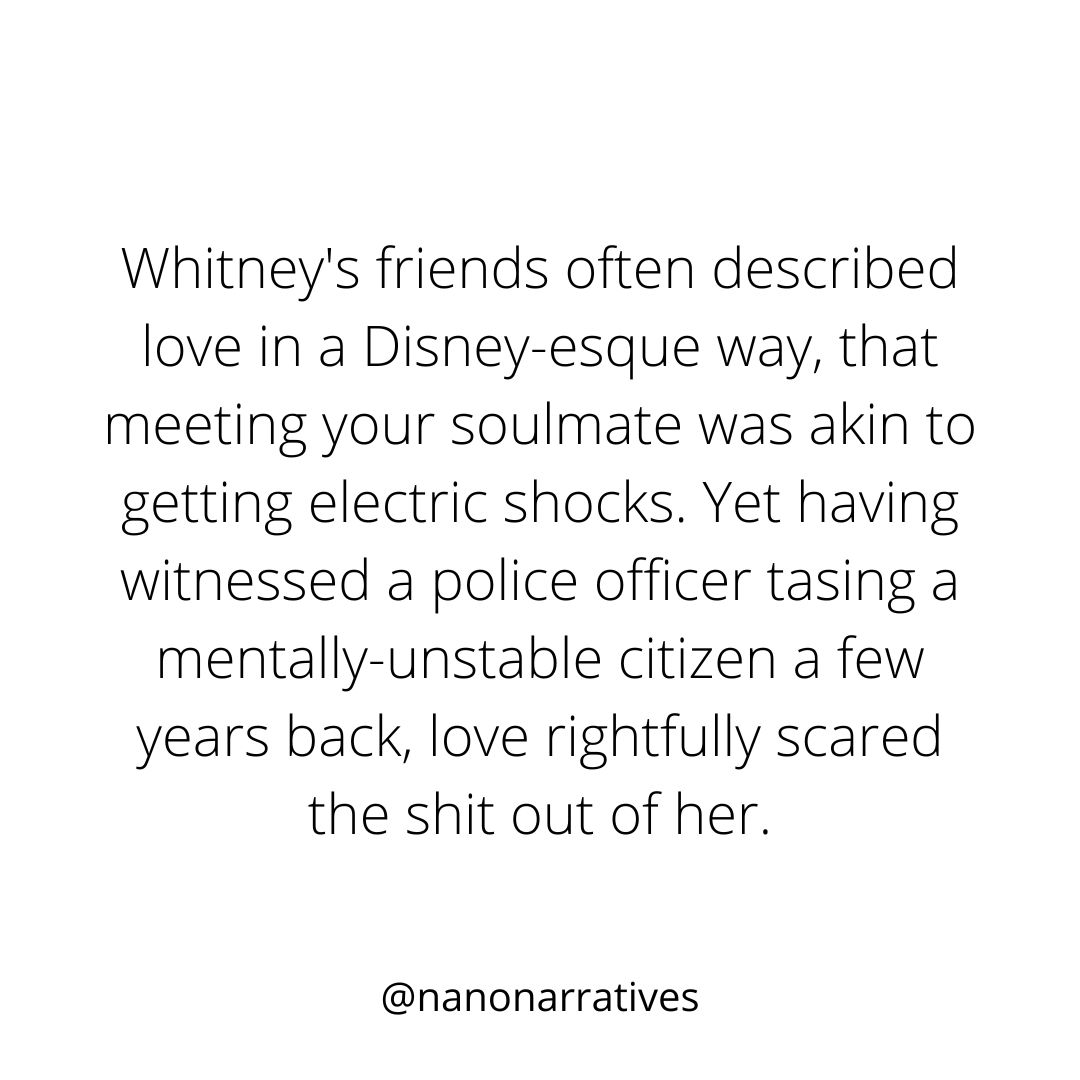 Whitney's friends often described
love in a Disney-esque way, that
meeting your soulmate was akin to
getting electric shocks. Yet having
witnessed a police officer tasing a
mentally-unstable citizen a few
years back, love rightfully scared
the shit out of her.
@nanonarratives